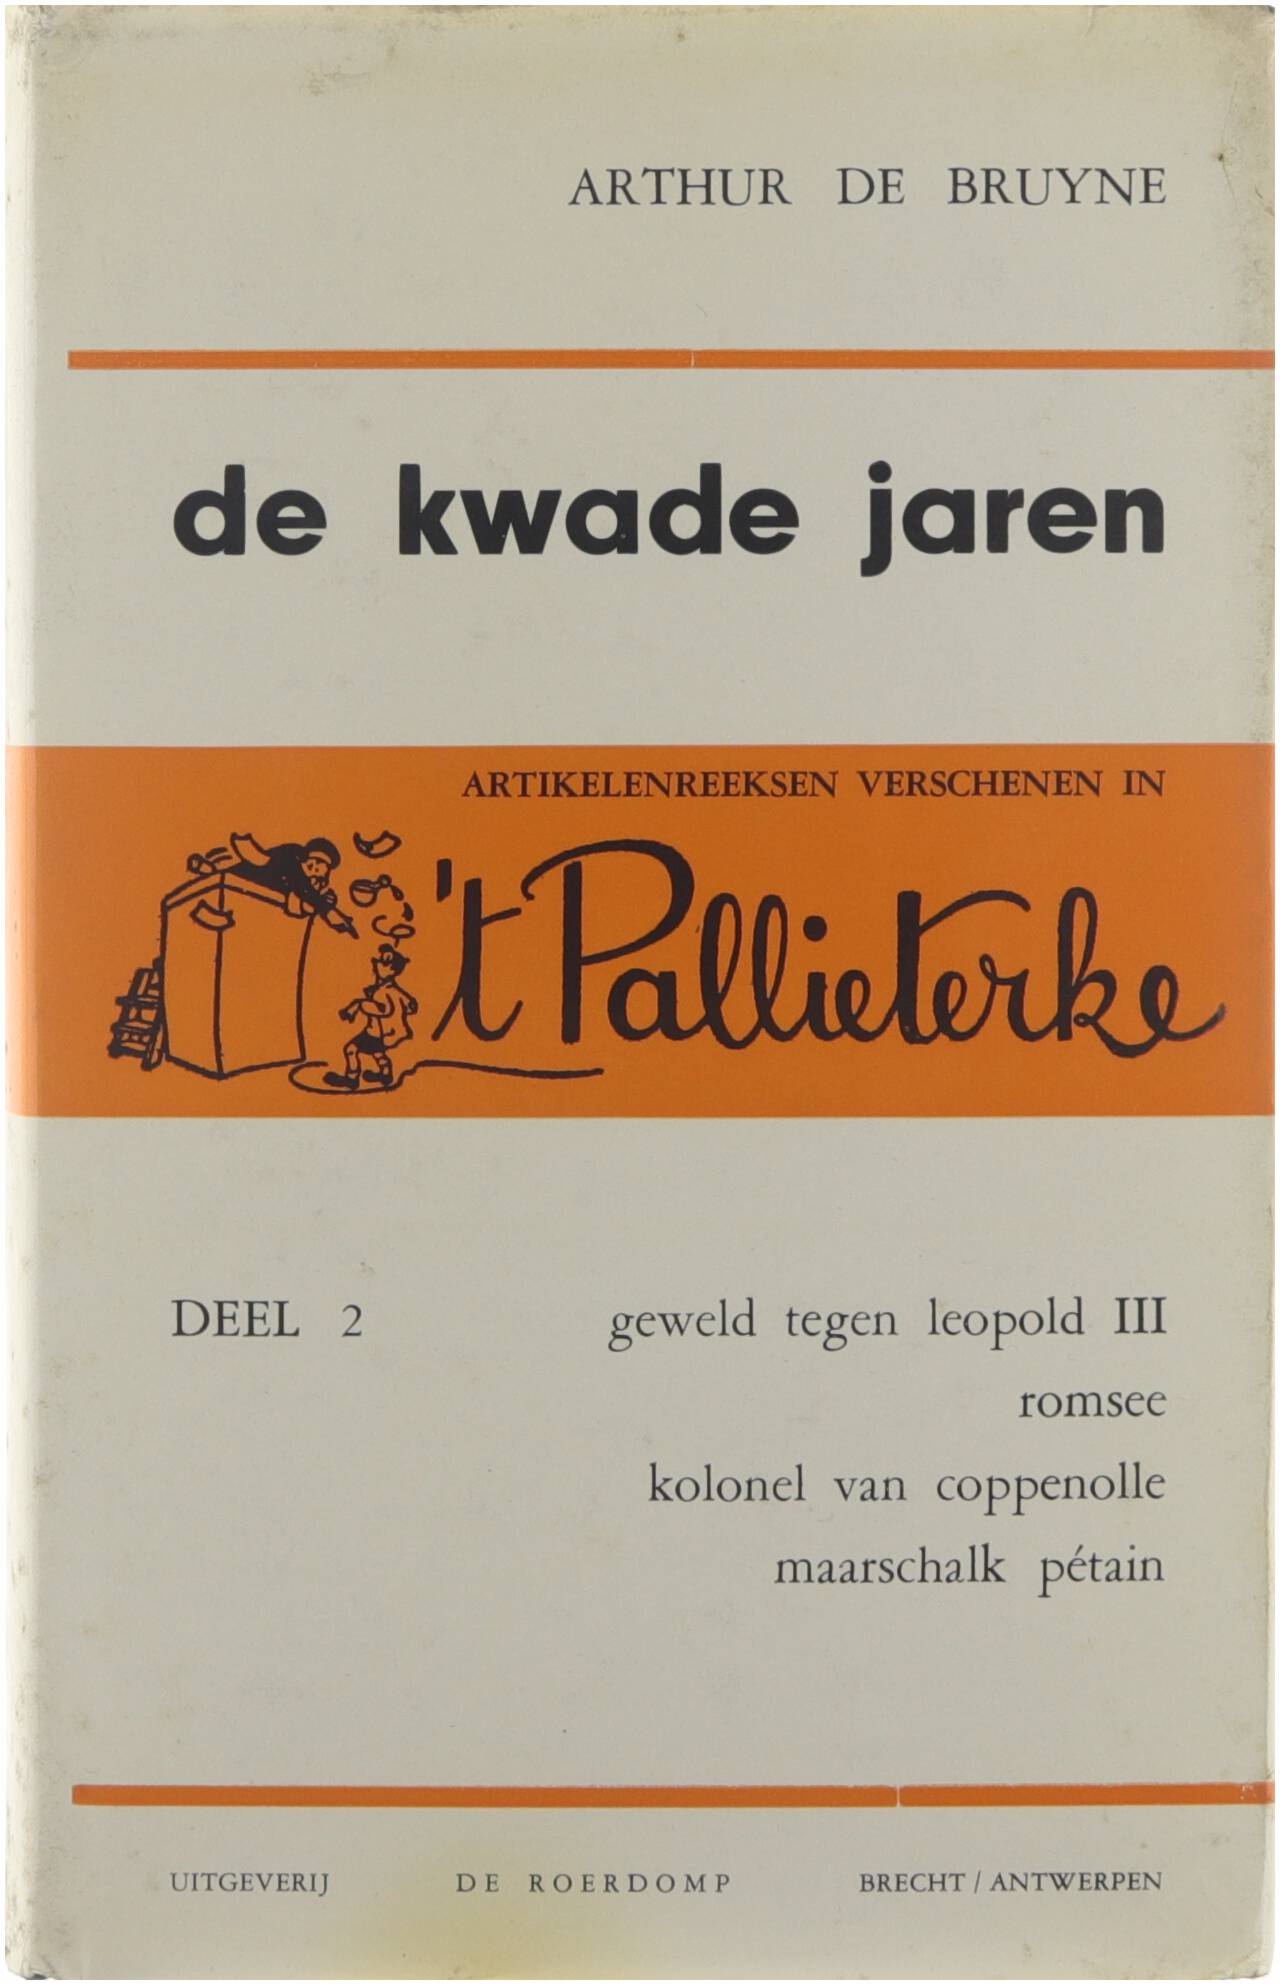 ARTHUR DE BRUYNE
de kwade jaren
ARTIKELENREEKSEN VERSCHENEN IN
't Pallieterke
DEEL 2
geweld tegen leopold III
romsee
kolonel van coppenolle
maarschalk pétain
UITGEVERIJ DE ROERDOMP BRECHT / ANTWERPEN